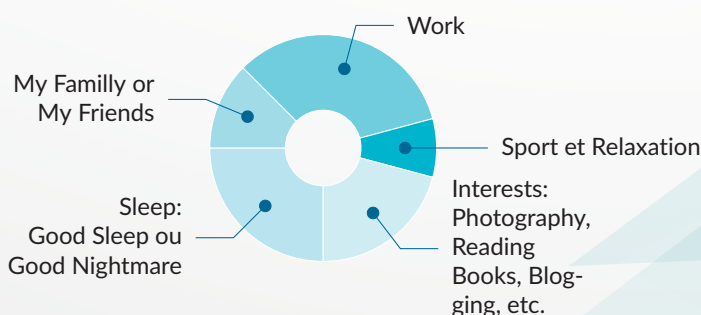 Work
My Familly or
My Friends
Sport et Relaxation
Sleep:
Good Sleep ou
Good Nightmare
Interests:
Photography,
Reading
Books, Blog-
ging, etc.